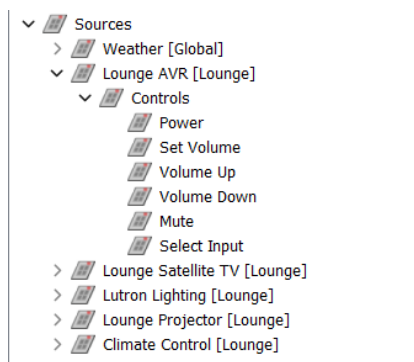 Sources
Weather [Global]
Lounge AVR [Lounge]
Controls
Power
Set Volume
Volume Up
Volume Down
Mute
Select Input
Lounge Satellite TV [Lounge]
Lutron Lighting [Lounge]
Lounge Projector [Lounge]
Climate Control [Lounge]